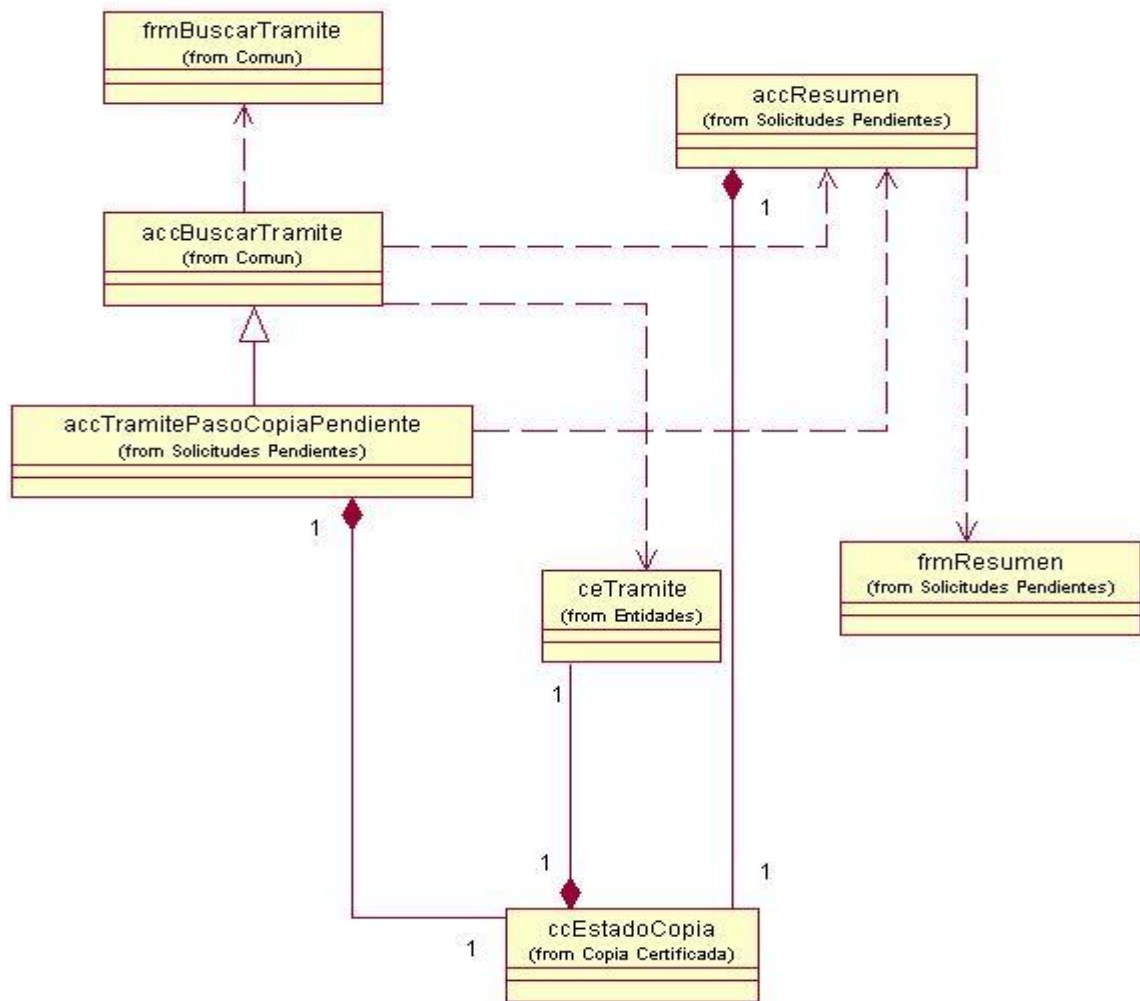 frmBuscarTramite
(from Comun)
accResumen
(from Solicitudes Pendientes)
1
accBuscarTramite
(from Comun)
accTramitePasoCopiaPendiente
(from Solicitudes Pendientes)
1
frmResumen
(from Solicitudes Pendientes)
ceTramite
(from Entidades)
1
1
1
1
ccEstadoCopia
(from Copia Certificada)